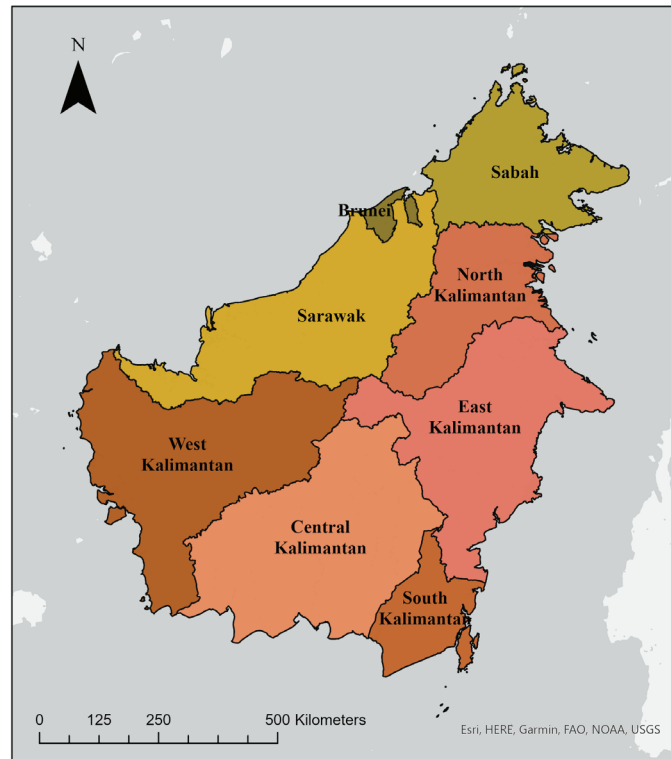 N
Sabah
Brunei
North
Kalimantan
Sarawak
East
Kalimantan
West
Kalimantan
Central
Kalimantan
South
Kalimantan
0 125 250 500 Kilometers
Esri, HERE, Garmin, FAO, NOAA, USGS